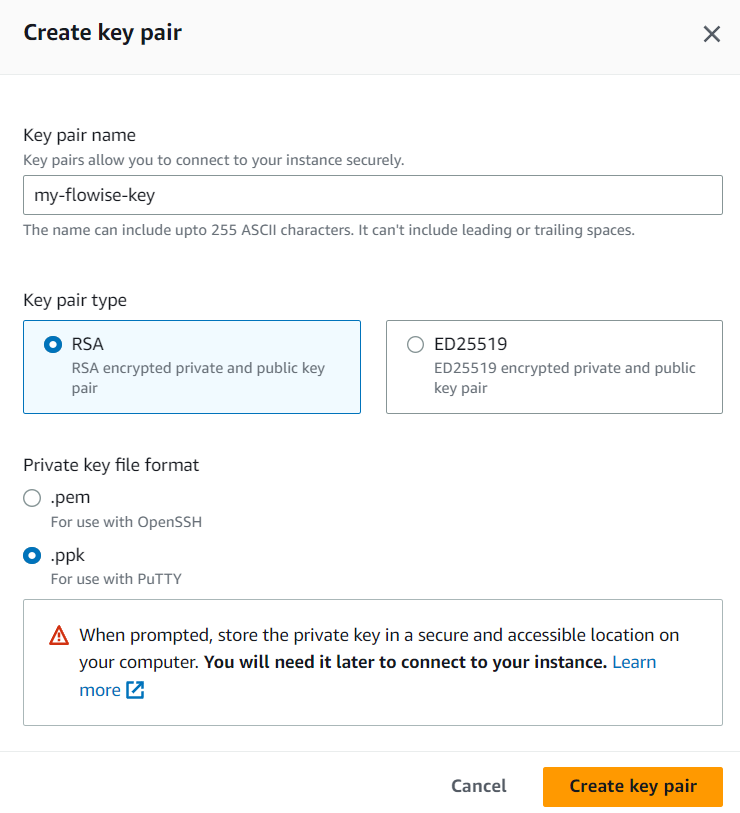 Create key pair
Key pair name
Key pairs allow you to connect to your instance securely.
my-flowise-key
The name can include upto 255 ASCII characters. It can't include leading or trailing spaces.
Key pair type
RSA
RSA encrypted private and public key
pair
ED25519
ED25519 encrypted private and public
key pair
Private key file format
.pem
For use with OpenSSH
.ppk
For use with PuTTY
When prompted, store the private key in a secure and accessible location on
your computer. You will need it later to connect to your instance. Learn
more
Cancel
Create key pair